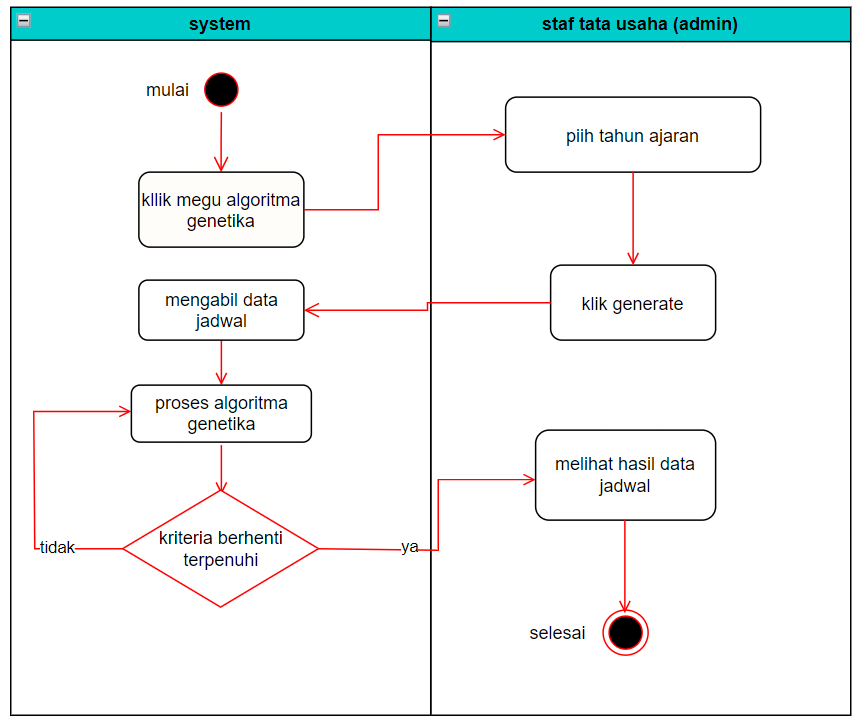 system
staf tata usaha (admin)
mulai
kllik megu algoritma
genetika
piih tahun ajaran
klik generate
mengabil data
jadwal
proses algoritma
genetika
kriteria berhenti
terpenuhi
tidak
ya
melihat hasil data
jadwal
selesai